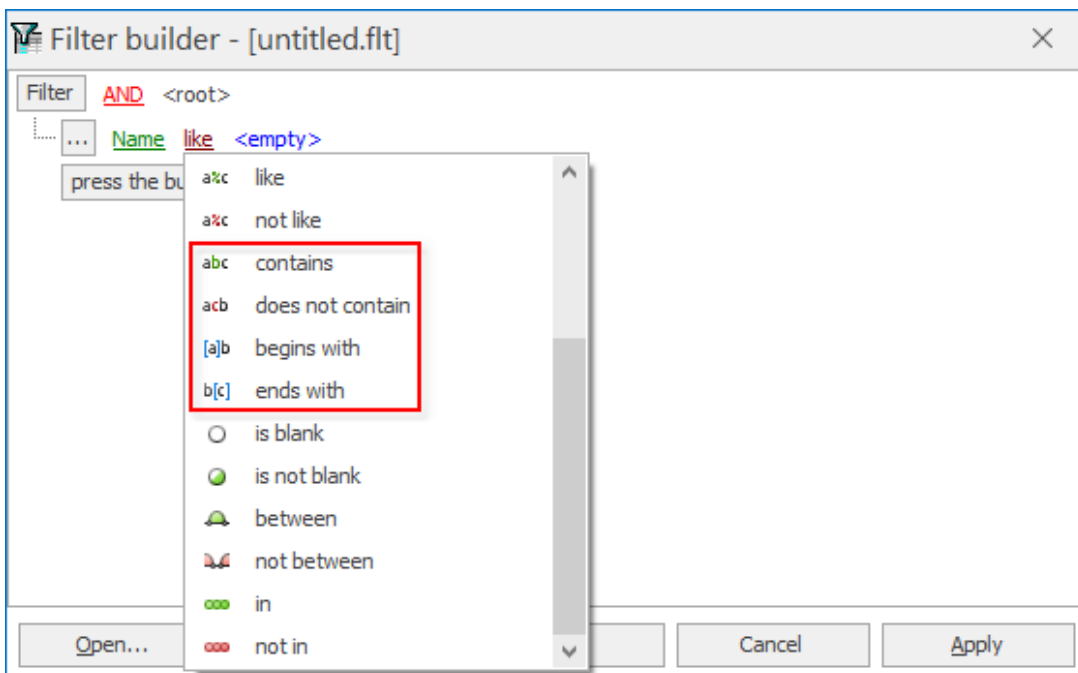 Filter builder - [untitled.flt]
Filter AND <root>
... Name like <empty>
press the bu
a%c like
a%c not like
abc contains
acb does not contain
[a]b begins with
b[c] ends with
is blank
is not blank
between
not between
in
not in
Open... Cancel Apply